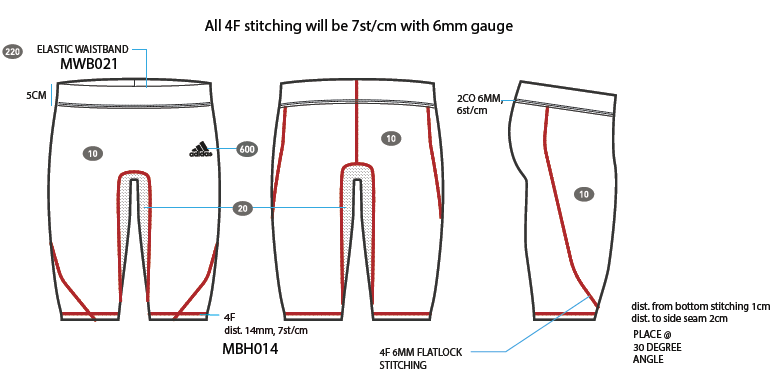 All 4F stitching will be 7st/cm with 6mm gauge
220
ELASTIC WAISTBAND
MWB021
5CM
2CO 6MM,
6st/cm
10
adidas
600
10
10
20
4F
dist. 14mm, 7st/cm
MBH014
4F 6MM FLATLOCK
STITCHING
dist. from bottom stitching 1cm
dist. to side seam 2cm
PLACE @
30 DEGREE
ANGLE